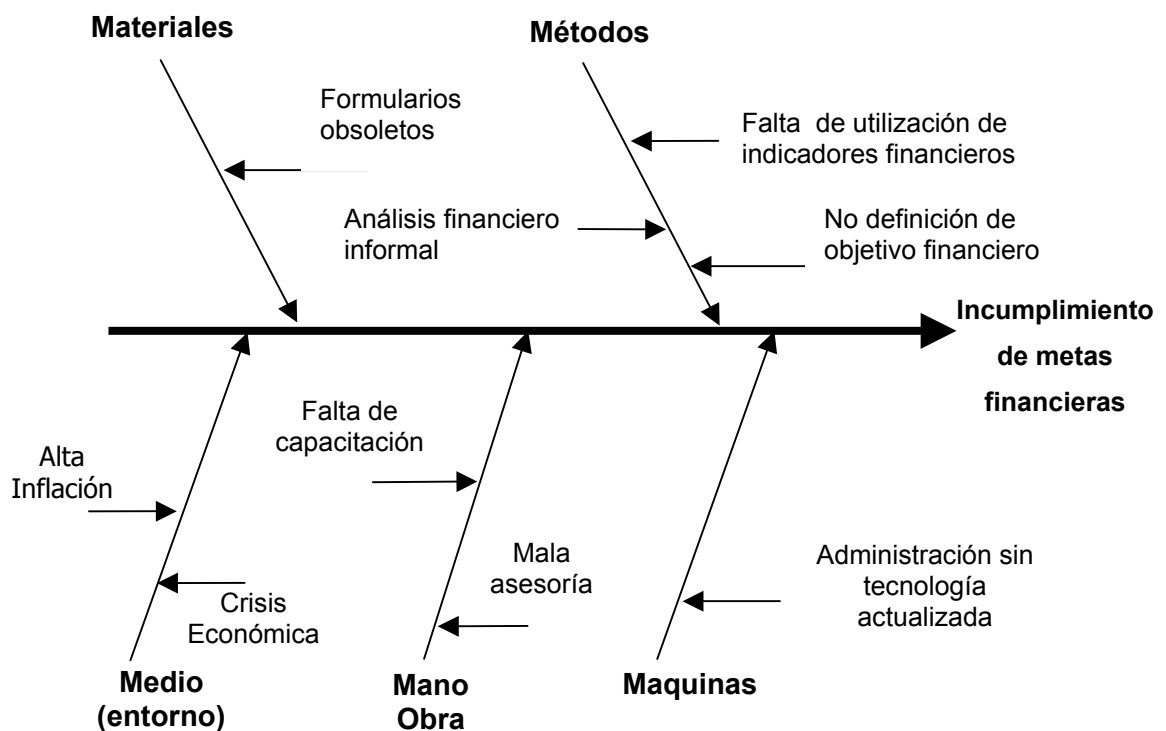 Materiales
Métodos
Formularios
obsoletos
Falta de utilización de
indicadores financieros
Análisis financiero
informal
No definición de
objetivo financiero
Incumplimiento
de metas
financieras
Falta de
capacitación
Alta
Inflación
Mala
asesoría
Administración sin
tecnología
actualizada
Crisis
Económica
Medio
(entorno)
Mano
Obra
Maquinas